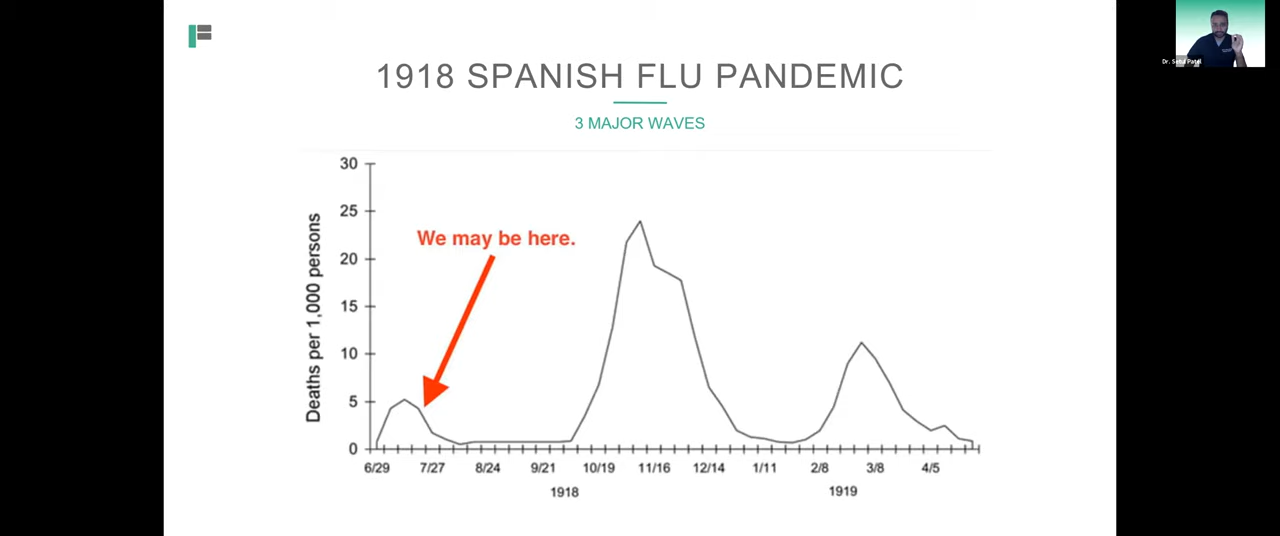 1918 SPANISH FLU PANDEMIC
3 MAJOR WAVES
Deaths per 1,000 persons
30
25
20
15
10
5
0
We may be here.
6/29 7/27 8/24 9/21 10/19 11/16 12/14 1/11 2/8 3/8 4/5
1918 1919
Dr. Patel